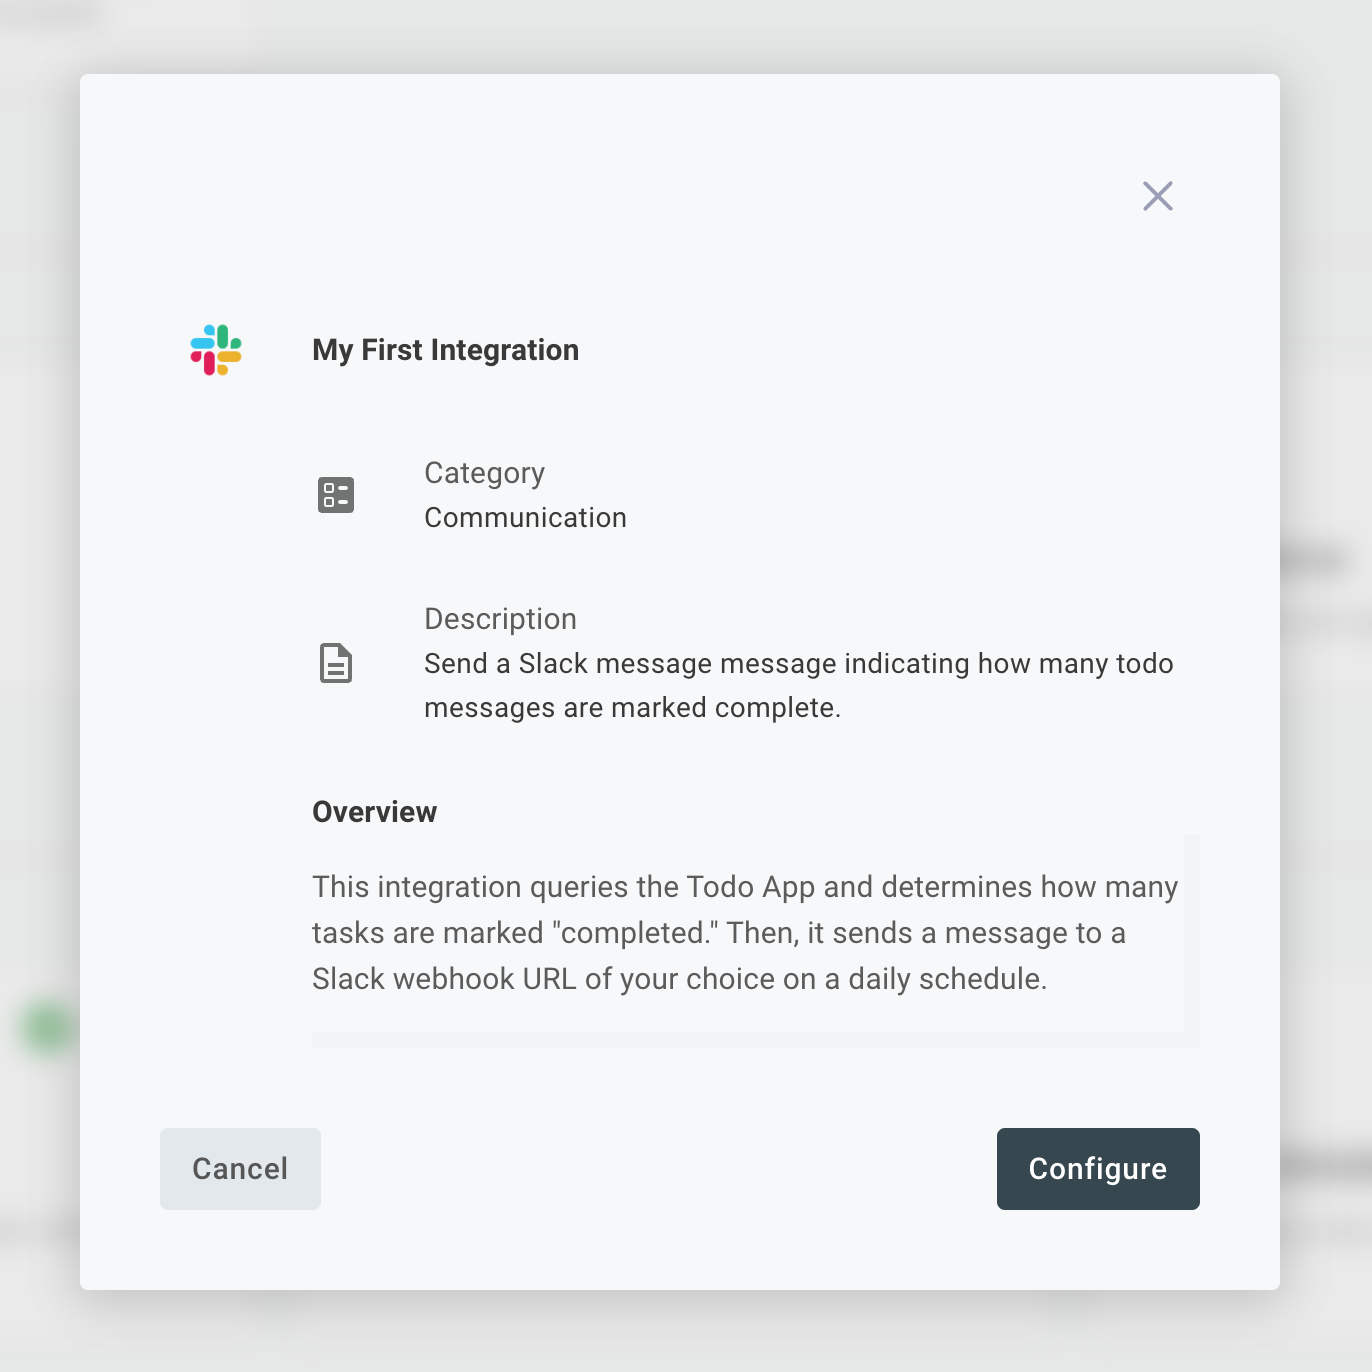 My First Integration
Category
Communication
Description
Send a Slack message message indicating how many todo
messages are marked complete.
Overview
This integration queries the Todo App and determines how many
tasks are marked "completed." Then, it sends a message to a
Slack webhook URL of your choice on a daily schedule.
Cancel
Configure